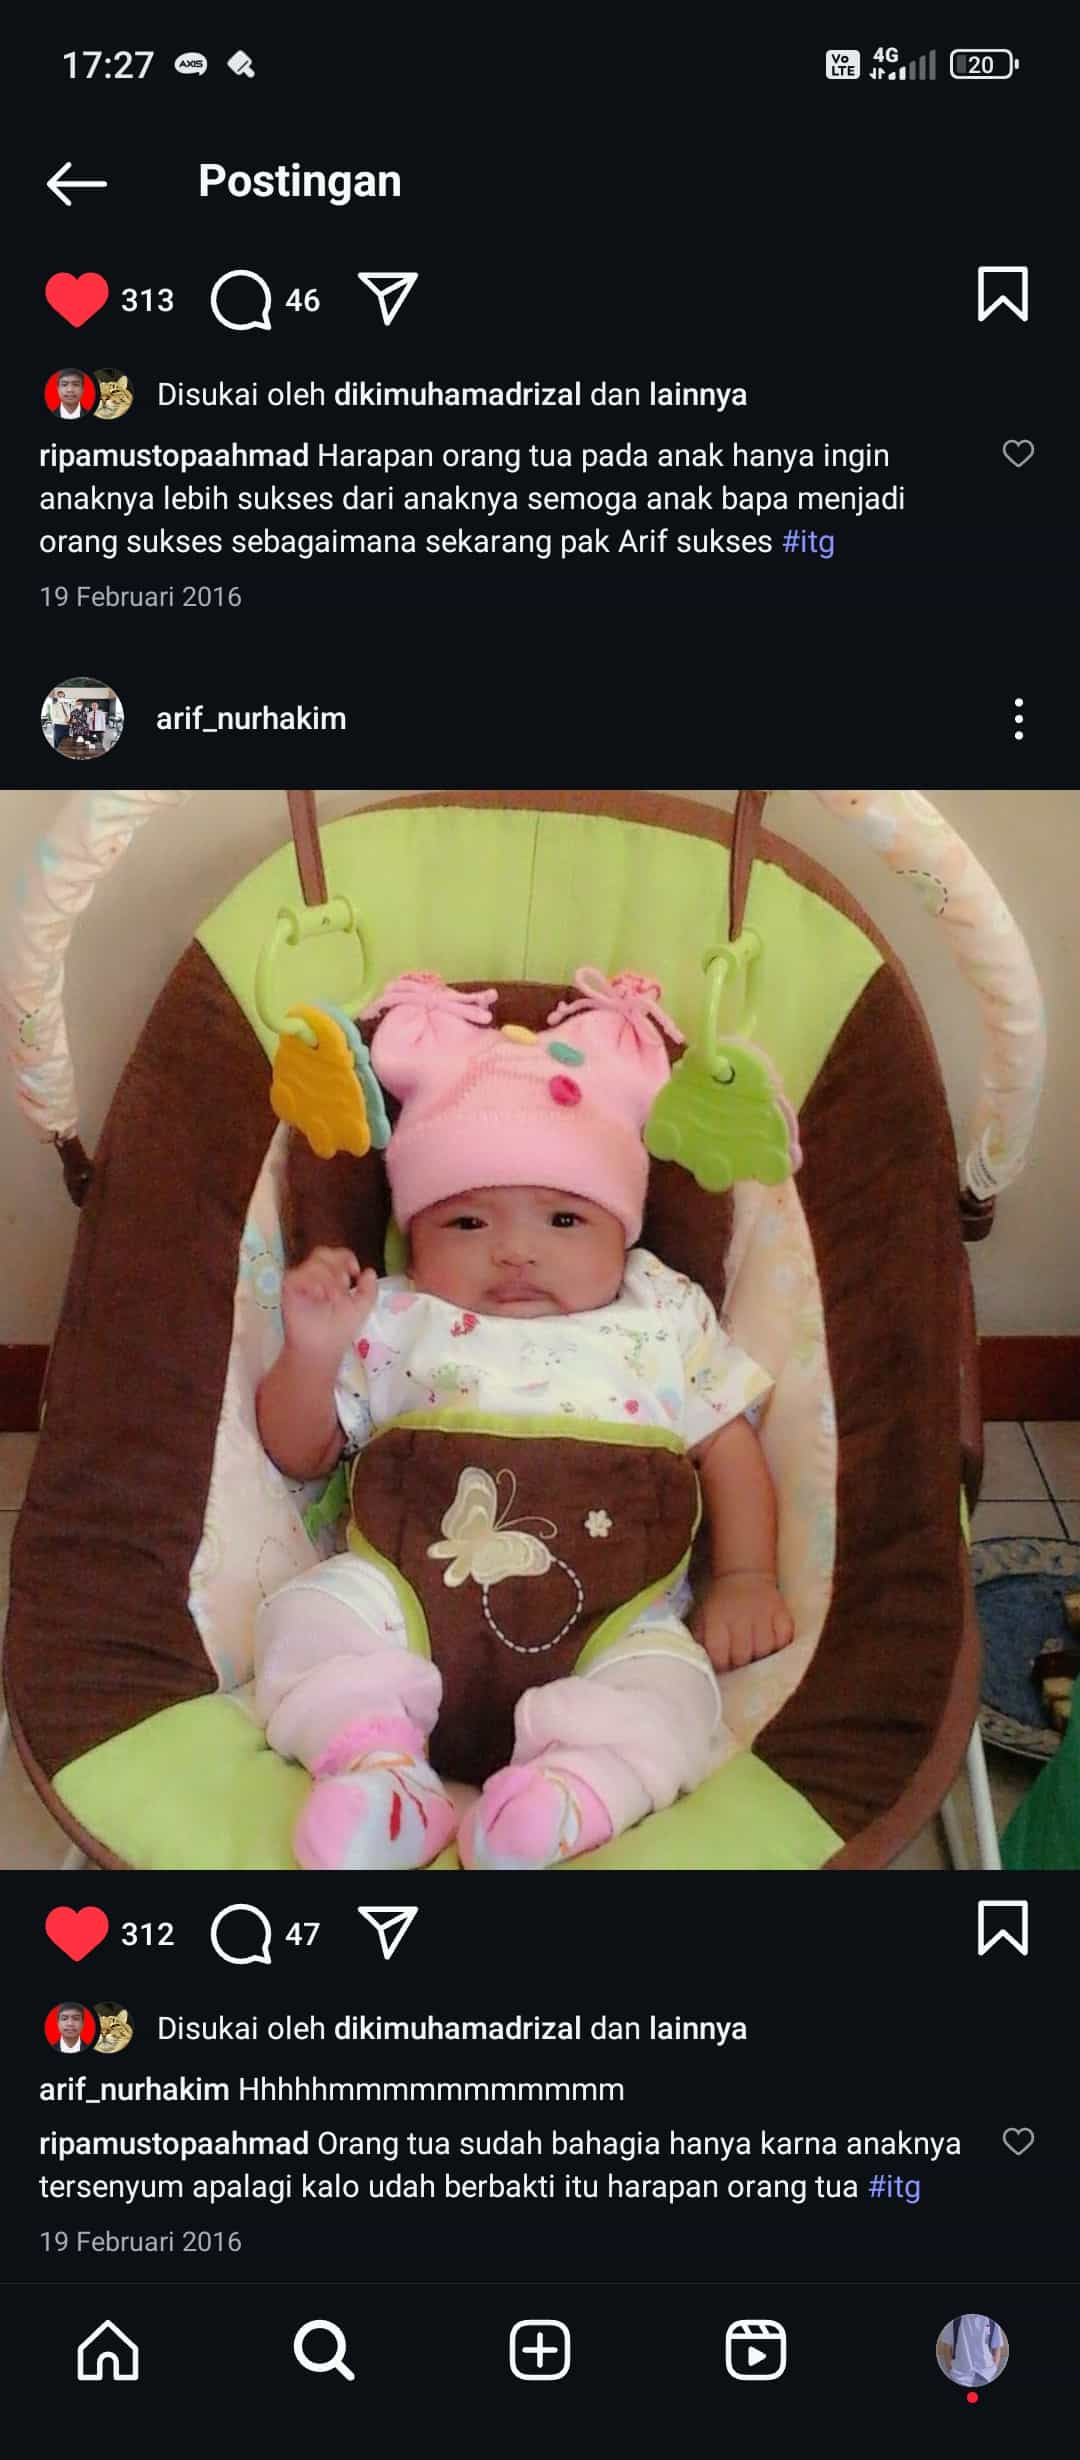 17:27 AXIS Vo LTE 4G 20
Postingan
313 46
Disukai oleh dikimuhamadrizal dan lainnya
ripamustopaahmad Harapan orang tua pada anak hanya ingin
anaknya lebih sukses dari anaknya semoga anak bapa menjadi
orang sukses sebagaimana sekarang pak Arif sukses #itg
19 Februari 2016
arif_nurhakim
312 47
Disukai oleh dikimuhamadrizal dan lainnya
arif_nurhakim Hhhhhmmmmmmmmmmm
ripamustopaahmad Orang tua sudah bahagia hanya karna anaknya
tersenyum apalagi kalo udah berbakti itu harapan orang tua #itg
19 Februari 2016